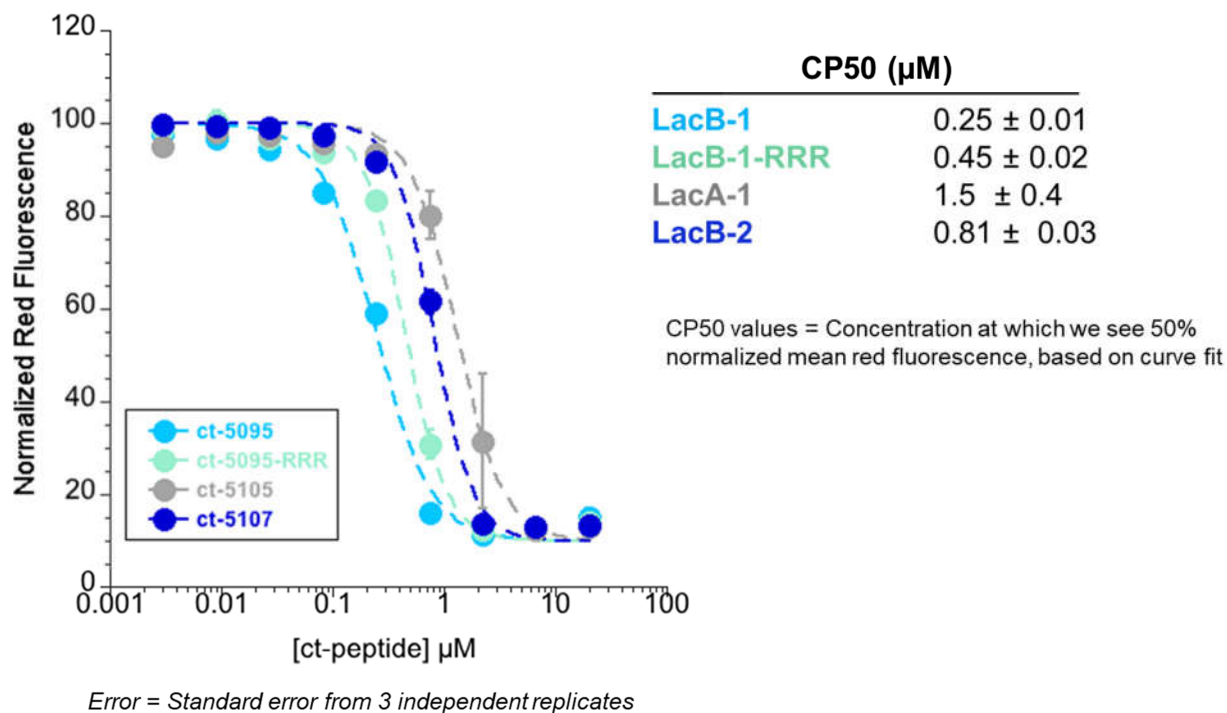 120
100
80
60
40
20
0
Normalized Red Fluorescence
ct-5095
ct-5095-RRR
ct-5105
ct-5107
0.001 0.01 0.1 1 10 100
[ct-peptide] µM
Error = Standard error from 3 independent replicates
CP50 (µM)
LacB-1 0.25 ± 0.01
LacB-1-RRR 0.45 ± 0.02
LacA-1 1.5 ± 0.4
LacB-2 0.81 ± 0.03
CP50 values = Concentration at which we see 50%
normalized mean red fluorescence, based on curve fit